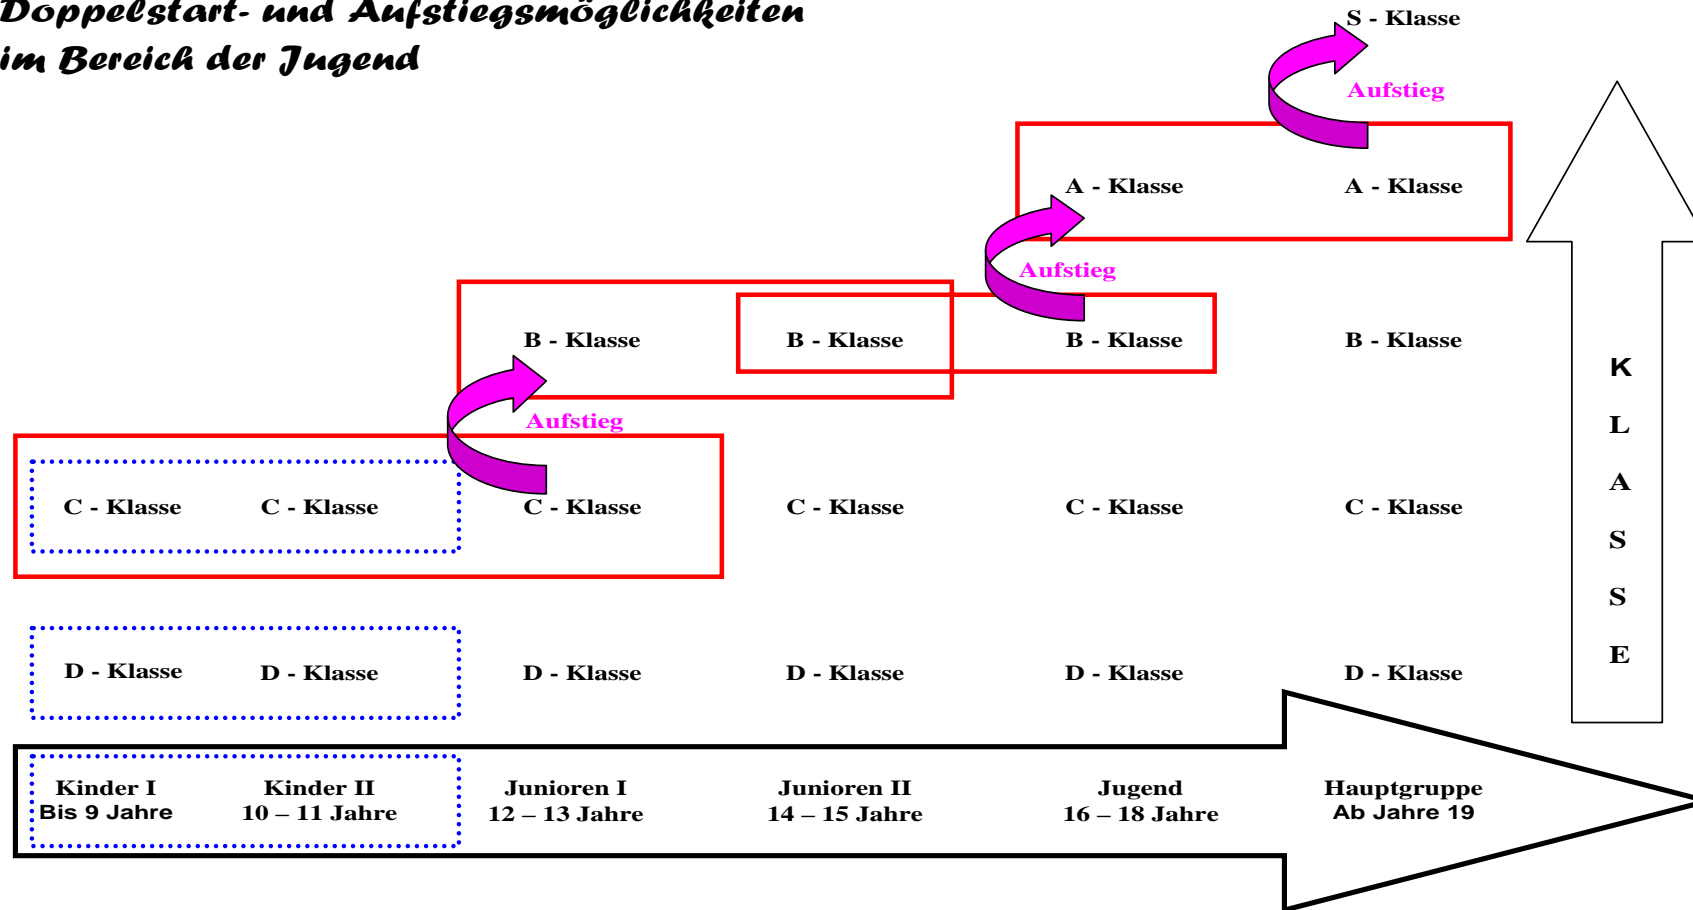 Doppelstart- und Aufstiegsmöglichkeiten
im Bereich der Jugend
S - Klasse
Aufstieg
A - Klasse A - Klasse
Aufstieg
B - Klasse B - Klasse B - Klasse B - Klasse
Aufstieg
C - Klasse C - Klasse C - Klasse C - Klasse C - Klasse C - Klasse
D - Klasse D - Klasse D - Klasse D - Klasse D - Klasse D - Klasse
K
L
A
S
S
E
Kinder I Kinder II Junioren I Junioren II Jugend Hauptgruppe
Bis 9 Jahre 10 – 11 Jahre 12 – 13 Jahre 14 – 15 Jahre 16 – 18 Jahre Ab Jahre 19